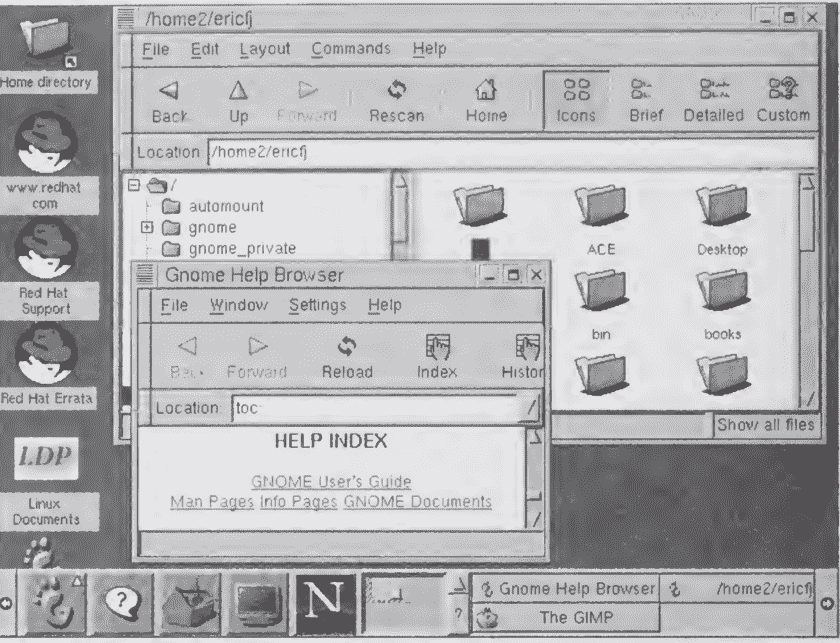 /home2/ericfj
File Edit Layout Commands Help
Back Up Forward Rescan Home Icons Brief Detailed Custom
Location /home2/ericfj
/
automount
gnome
gnome_private
ACE
Desktop
bin
books
Show all files
Home directory
www.redhat
com
Red Hat
Support
Red Hat Errata
LDP
Linux
Documents
Gnome Help Browser
File Window Settings Help
Back Forward Reload Index Histor
Location: toc
HELP INDEX
GNOME User's Guide
Man Pages Info Pages GNOME Documents
N
?
Gnome Help Browser
/home2/ericfj
The GIMP